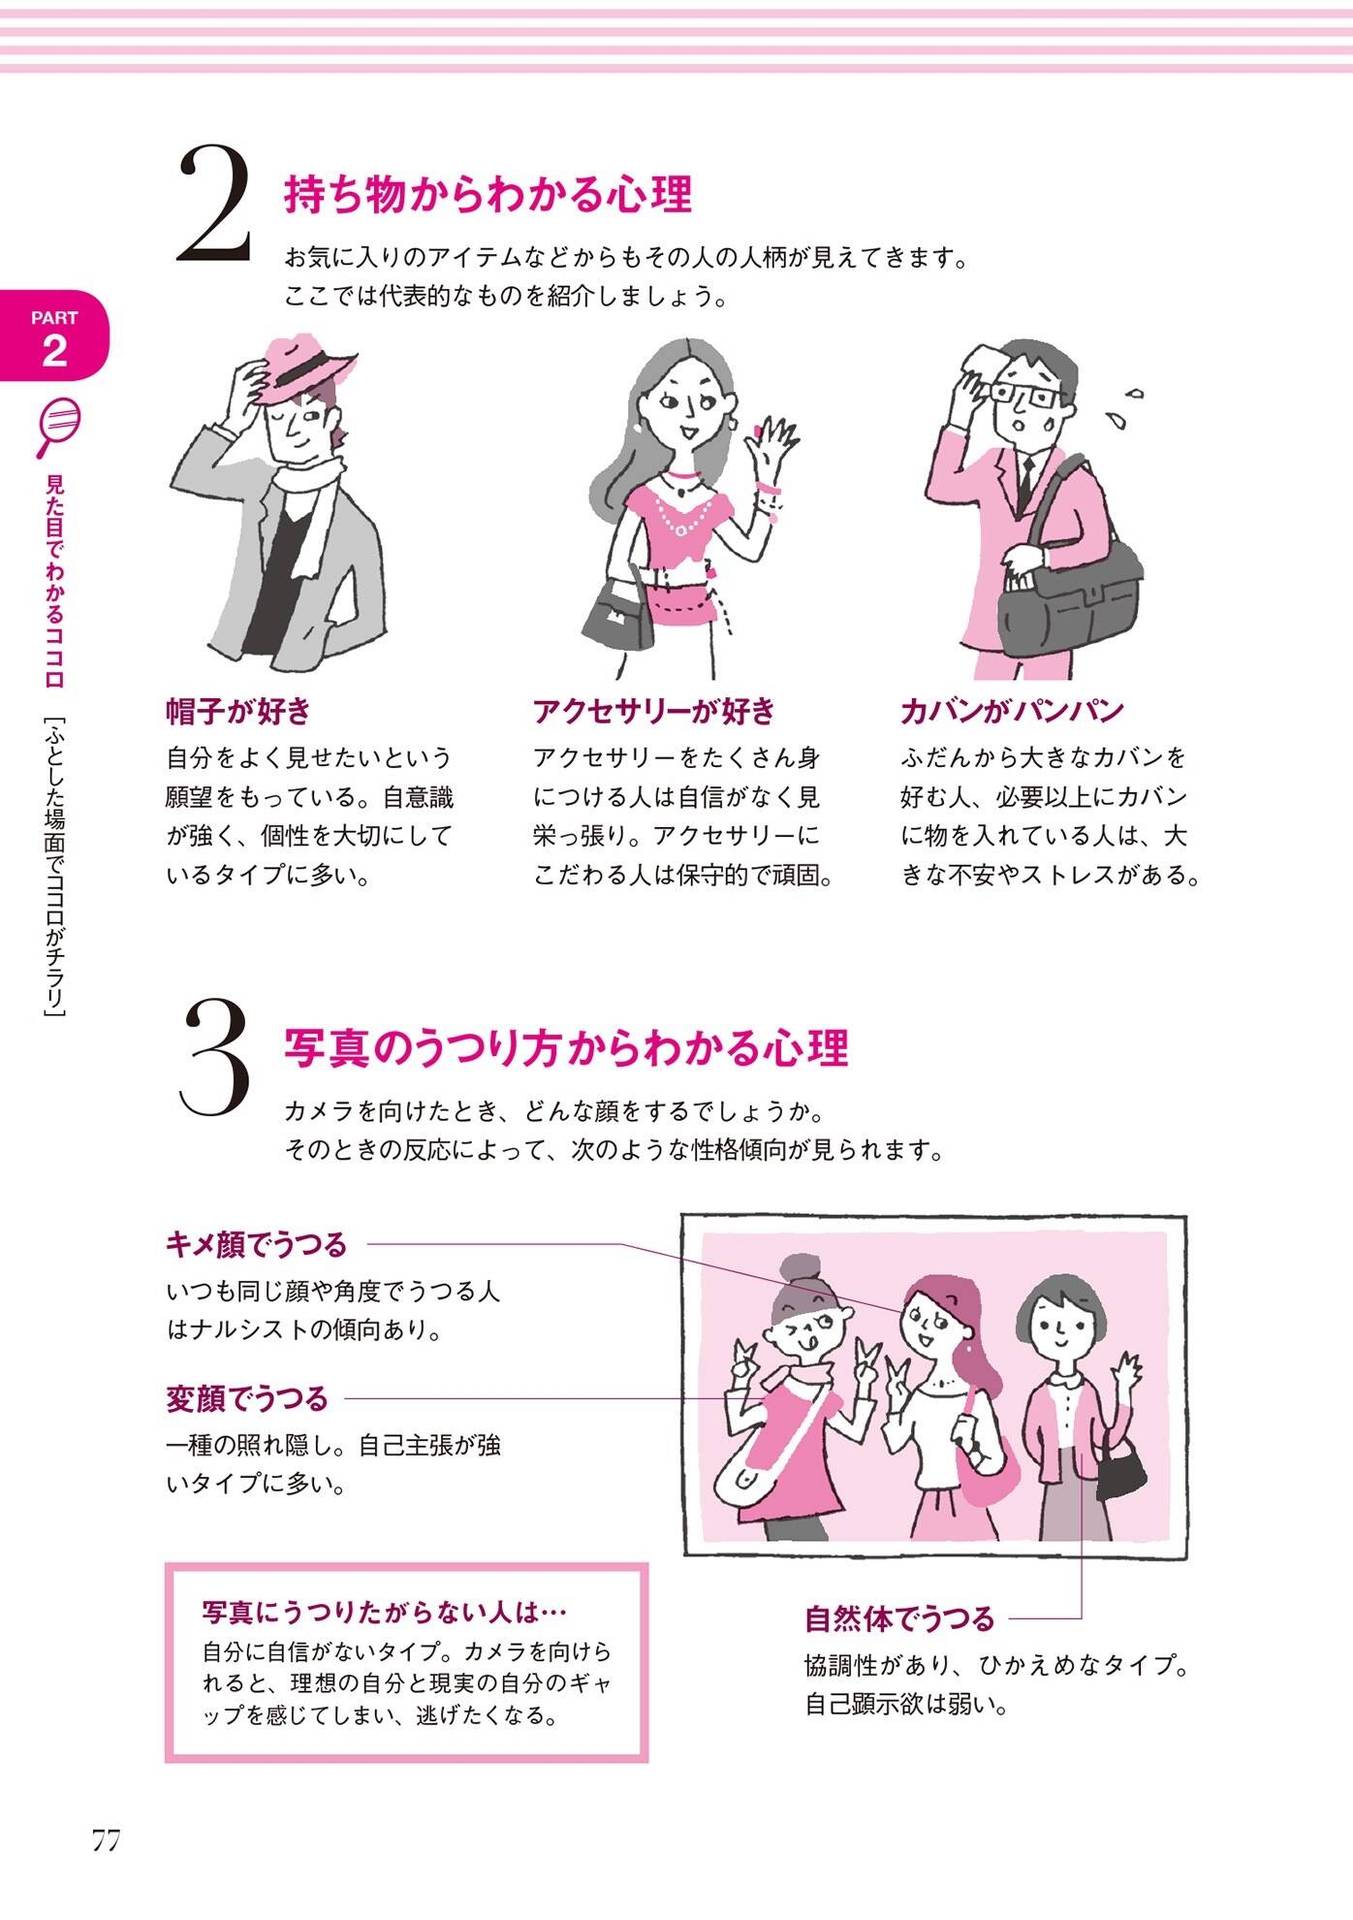 2
持ち物からわかる心理
お気に入りのアイテムなどからもその人の人柄が見えてきます。
ここでは代表的なものを紹介しましょう。
PART
2
見た目でわかるココロ
[ふとした場面でココロがチラリ]
帽子が好き
自分をよく見せたいという
願望をもっている。自意識
が強く、個性を大切にして
いるタイプに多い。
アクセサリーが好き
アクセサリーをたくさん身
につける人は自信がなく見
栄っ張り。アクセサリーに
こだわる人は保守的で頑固。
カバンがパンパン
ふだんから大きなカバンを
好む人、必要以上にカバン
に物を入れている人は、大
きな不安やストレスがある。
3
写真のうつり方からわかる心理
カメラを向けたとき、どんな顔をするでしょうか。
そのときの反応によって、次のような性格傾向が見られます。
キメ顔でうつる
いつも同じ顔や角度でうつる人
はナルシストの傾向あり。
変顔でうつる
一種の照れ隠し。自己主張が強
いタイプに多い。
写真にうつりたがらない人は…
自分に自信がないタイプ。カメラを向けら
れると、理想の自分と現実の自分のギャ
ップを感じてしまい、逃げたくなる。
自然体でうつる
協調性があり、ひかえめなタイプ。
自己顕示欲は弱い。
77